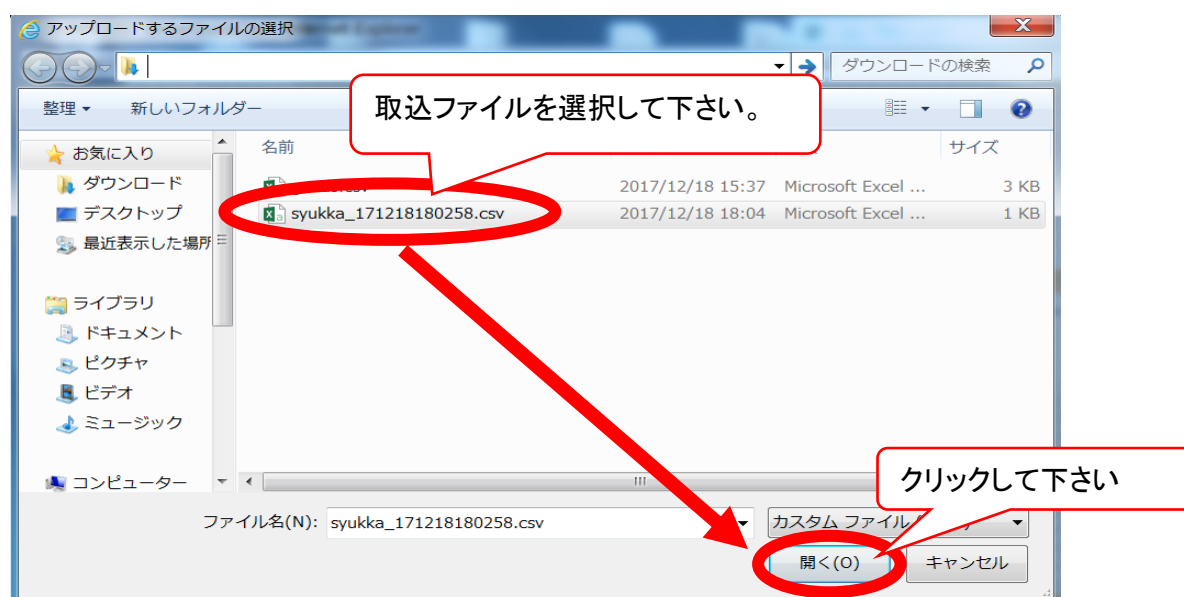 アップロードするファイルの選択
ダウンロードの検索
整理 新しいフォルダー
取込ファイルを選択して下さい。
お気に入り
ダウンロード
デスクトップ
最近表示した場所
ライブラリ
ドキュメント
ピクチャ
ビデオ
ミュージック
コンピューター
名前 サイズ
2017/12/18 15:37 Microsoft Excel ... 3 KB
syukka_171218180258.csv 2017/12/18 18:04 Microsoft Excel ... 1 KB
クリックして下さい
ファイル名(N): syukka_171218180258.csv カスタム ファイル
開く(O) キャンセル